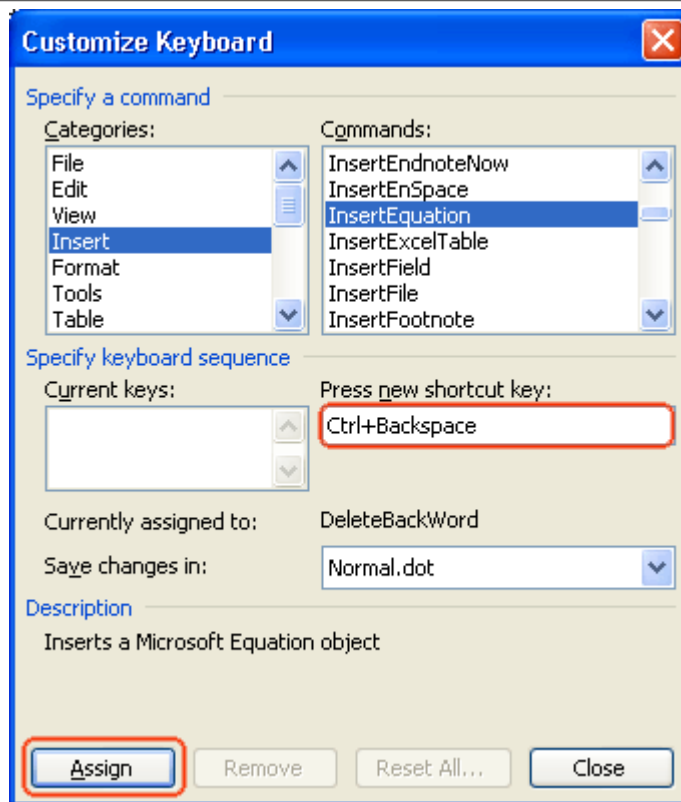 Customize Keyboard
Specify a command
Categories:
File
Edit
View
Insert
Format
Tools
Table
Commands:
InsertEndnoteNow
InsertEnSpace
InsertEquation
InsertExcelTable
InsertField
InsertFile
InsertFootnote
Specify keyboard sequence
Current keys:
Press new shortcut key:
Ctrl+Backspace
Currently assigned to: DeleteBackWord
Save changes in: Normal.dot
Description
Inserts a Microsoft Equation object
Assign Remove Reset All... Close